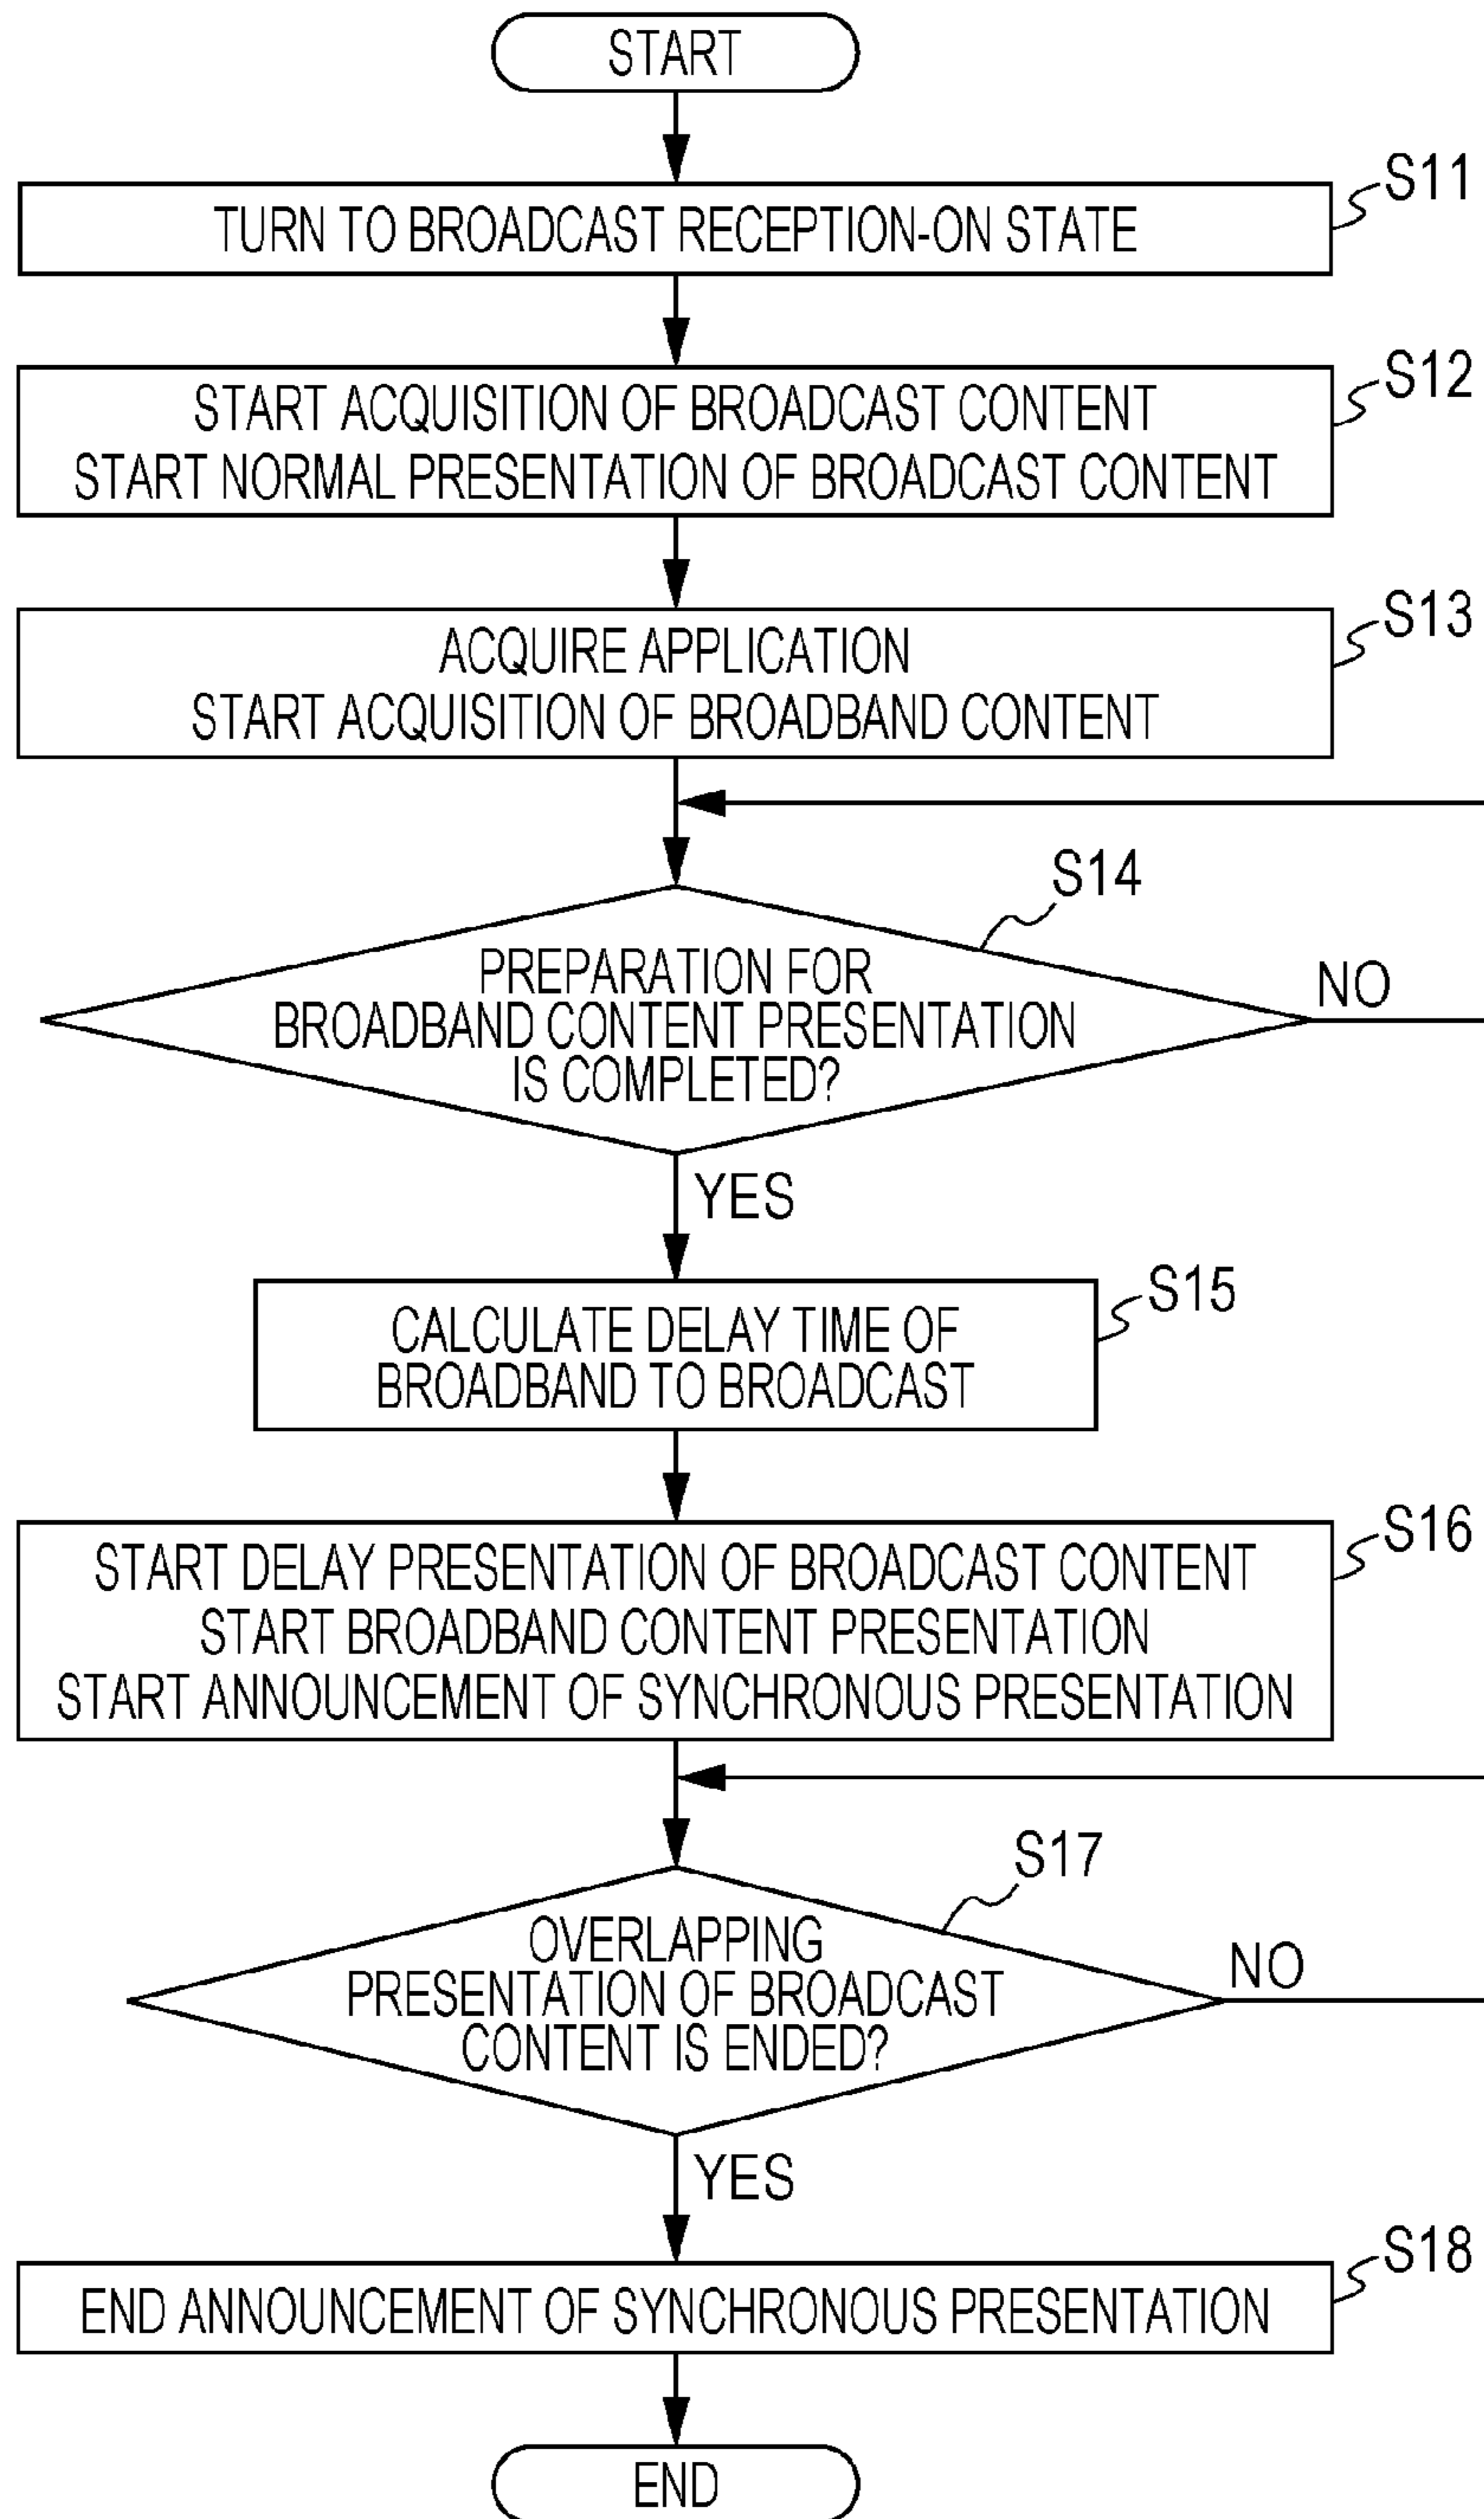 START
S11
TURN TO BROADCAST RECEPTION-ON STATE
S12
START ACQUISITION OF BROADCAST CONTENT
START NORMAL PRESENTATION OF BROADCAST CONTENT
S13
ACQUIRE APPLICATION
START ACQUISITION OF BROADBAND CONTENT
S14
PREPARATION FOR
BROADBAND CONTENT PRESENTATION
IS COMPLETED?
NO
YES
S15
CALCULATE DELAY TIME OF
BROADBAND TO BROADCAST
S16
START DELAY PRESENTATION OF BROADCAST CONTENT
START BROADBAND CONTENT PRESENTATION
START ANNOUNCEMENT OF SYNCHRONOUS PRESENTATION
S17
OVERLAPPING
PRESENTATION OF BROADCAST
CONTENT IS ENDED?
NO
YES
S18
END ANNOUNCEMENT OF SYNCHRONOUS PRESENTATION
END